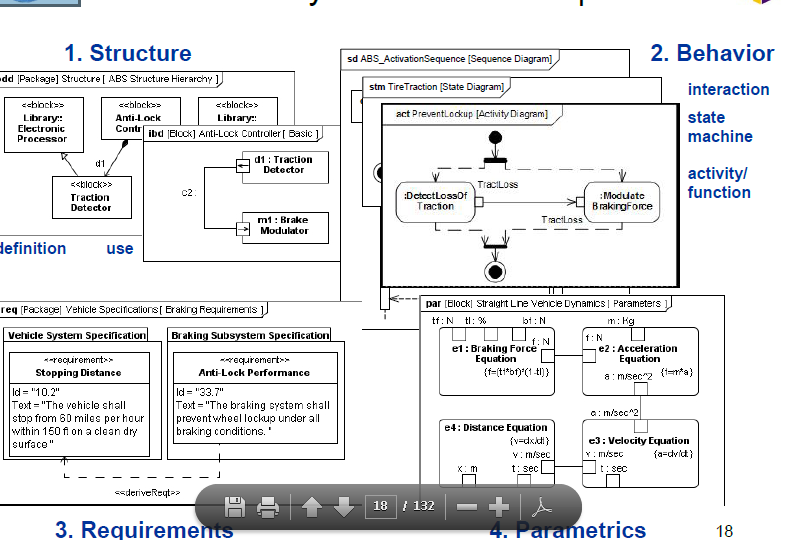 1. Structure
2. Behavior
[Package] Structure [ ABS Structure Hierarchy ]
<<block>>
Library::
Electronic
Processor
<<block>>
Anti-Lock
<<block>>
Library::
d1
<<block>>
Traction
Detector
definition
use
ibd [Block] Anti-Lock Controller [ Basic ]
d1 : Traction
Detector
c2 :
m1 : Brake
Modulator
sd ABS_ActivationSequence [Sequence Diagram]
stm TireTraction [State Diagram]
act PreventLockup [Activity Diagram]
:DetectLossOf
Traction
TractLoss
:Modulate
BrakingForce
TractLoss
interaction
state
machine
activity/
function
req [Package] Vehicle Specifications [ Braking Requirements ]
Vehicle System Specification
<<requirement>>
Stopping Distance
Id = "10.2"
Text = "The vehicle shall
stop from 60 miles per hour
within 150 ft on a clean dry
surface."
Braking Subsystem Specification
<<requirement>>
Anti-Lock Performance
Id = "33.7"
Text = "The braking system shall
prevent wheel lockup under all
braking conditions."
<<deriveReqt>>
par [Block] Straight Line Vehicle Dynamics [ Parameters ]
tf : N
tl : %
bf : N
f : N
e1 : Braking Force
Equation
{f=(tf*bf)*(1-tl)}
m : Kg
f : N
e2 : Acceleration
Equation
a : m/sec^2
{f=m*a}
a : m/sec^2
e3 : Velocity Equation
v : m/sec
{a=dv/dt}
t : sec
e4 : Distance Equation
{v=dx/dt}
v : m/sec
x : m
t : sec
18 / 132
3. Requirements
4. Parametrics
18